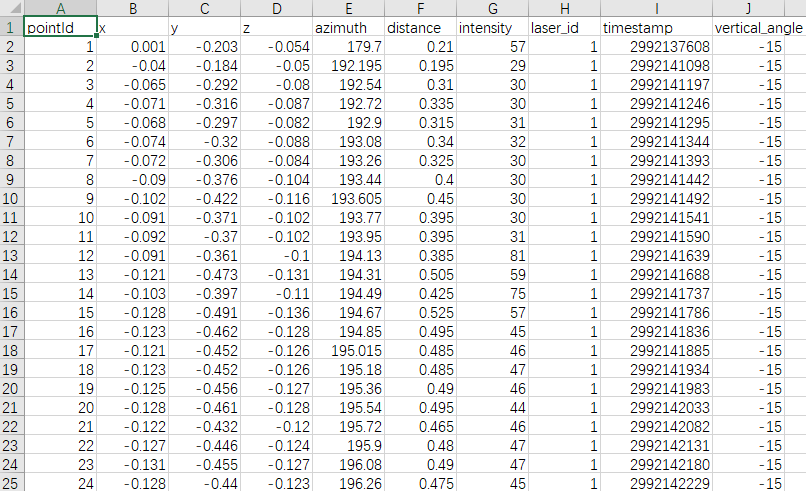 A B C D E F G H I J
1 pointId x y z azimuth distance intensity laser_id timestamp vertical_angle
2 1 0.001 -0.203 -0.054 179.7 0.21 57 1 2992137608 -15
3 2 -0.04 -0.184 -0.05 192.195 0.195 29 1 2992141098 -15
4 3 -0.065 -0.292 -0.08 192.54 0.31 30 1 2992141197 -15
5 4 -0.071 -0.316 -0.087 192.72 0.335 30 1 2992141246 -15
6 5 -0.068 -0.297 -0.082 192.9 0.315 31 1 2992141295 -15
7 6 -0.074 -0.32 -0.088 193.08 0.34 32 1 2992141344 -15
8 7 -0.072 -0.306 -0.084 193.26 0.325 30 1 2992141393 -15
9 8 -0.09 -0.376 -0.104 193.44 0.4 30 1 2992141442 -15
10 9 -0.102 -0.422 -0.116 193.605 0.45 30 1 2992141492 -15
11 10 -0.091 -0.371 -0.102 193.77 0.395 30 1 2992141541 -15
12 11 -0.092 -0.37 -0.102 193.95 0.395 31 1 2992141590 -15
13 12 -0.091 -0.361 -0.1 194.13 0.385 81 1 2992141639 -15
14 13 -0.121 -0.473 -0.131 194.31 0.505 59 1 2992141688 -15
15 14 -0.103 -0.397 -0.11 194.49 0.425 75 1 2992141737 -15
16 15 -0.128 -0.491 -0.136 194.67 0.525 57 1 2992141786 -15
17 16 -0.123 -0.462 -0.128 194.85 0.495 45 1 2992141836 -15
18 17 -0.121 -0.452 -0.126 195.015 0.485 46 1 2992141885 -15
19 18 -0.123 -0.452 -0.126 195.18 0.485 47 1 2992141934 -15
20 19 -0.125 -0.456 -0.127 195.36 0.49 46 1 2992141983 -15
21 20 -0.128 -0.461 -0.128 195.54 0.495 44 1 2992142033 -15
22 21 -0.122 -0.432 -0.12 195.72 0.465 46 1 2992142082 -15
23 22 -0.127 -0.446 -0.124 195.9 0.48 47 1 2992142131 -15
24 23 -0.131 -0.455 -0.127 196.08 0.49 47 1 2992142180 -15
25 24 -0.128 -0.44 -0.123 196.26 0.475 45 1 2992142229 -15